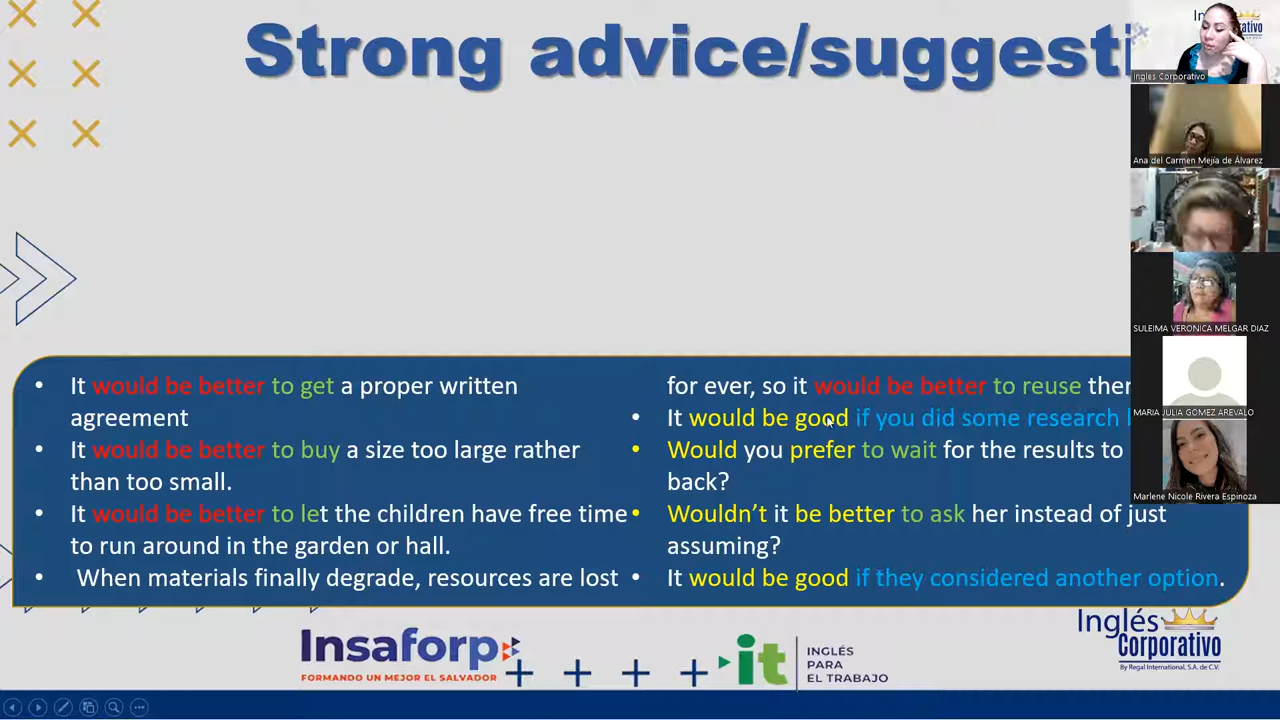 Strong advice/suggesti
Inglés Corporativo
Ana del Carmen Mejía de Álvarez
SULEIMA VERONICA MELGAR DIAZ
MARIA JULIA GOMEZ AREVALO
Marlene Nicole Rivera Espinoza
• It would be better to get a proper written
agreement
• It would be better to buy a size too large rather
than too small.
• It would be better to let the children have free time
to run around in the garden or hall.
• When materials finally degrade, resources are lost
for ever, so it would be better to reuse
• It would be good if you did some research
• Would you prefer to wait for the results to
back?
• Wouldn't it be better to ask her instead of just
assuming?
• It would be good if they considered another option.
Insaforp
FORMANDO UN MEJOR EL SALVADOR
it
INGLÉS
PARA
EL TRABAJO
Inglés
Corporativo
By Regal International, S.A. de C.V.